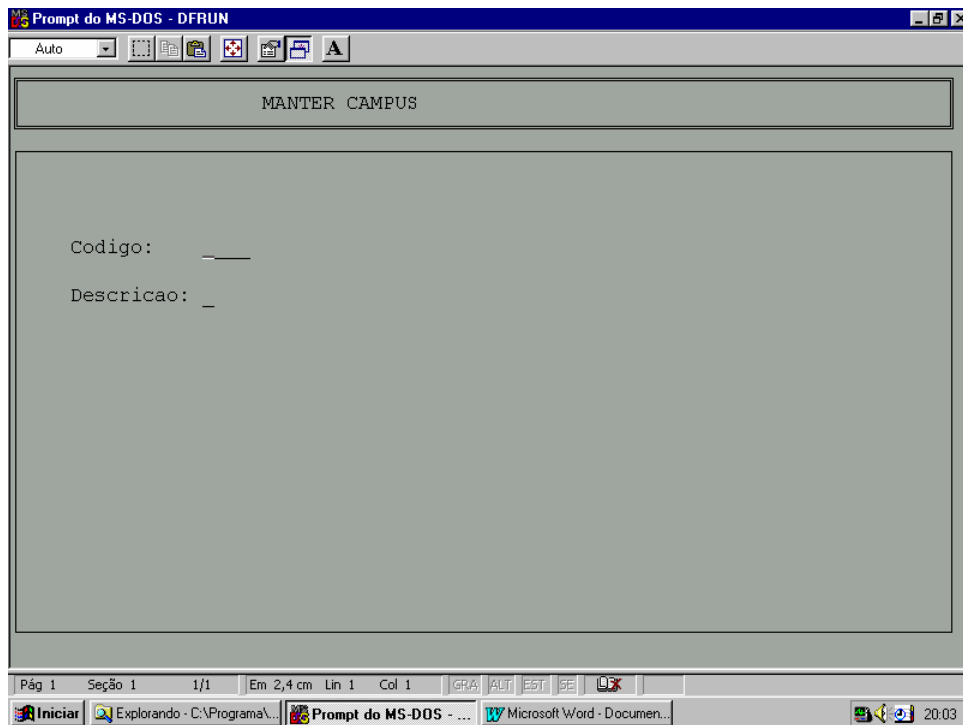 Prompt do MS-DOS - DFRUN
Auto A
MANTER CAMPUS
Codigo: ____
Descricao: _
Pág 1 Seção 1 1/1 Em 2,4 cm Lin 1 Col 1 GRA ALT EST SE
Iniciar Explorando - C:\Programa\... Prompt do MS-DOS - ... Microsoft Word - Documen... 20:03